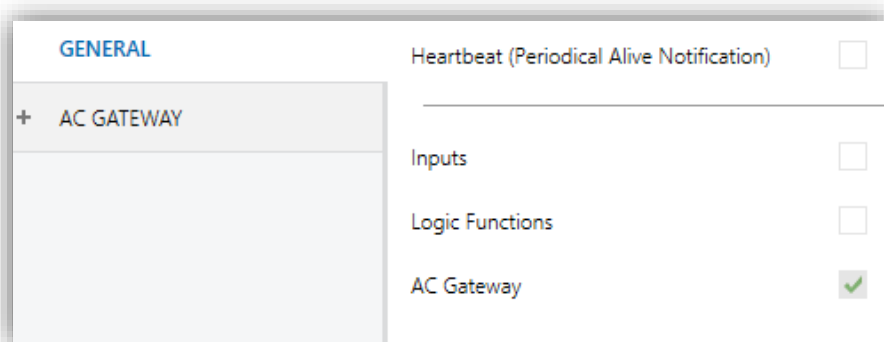 GENERAL
AC GATEWAY
Heartbeat (Periodical Alive Notification)
Inputs
Logic Functions
AC Gateway